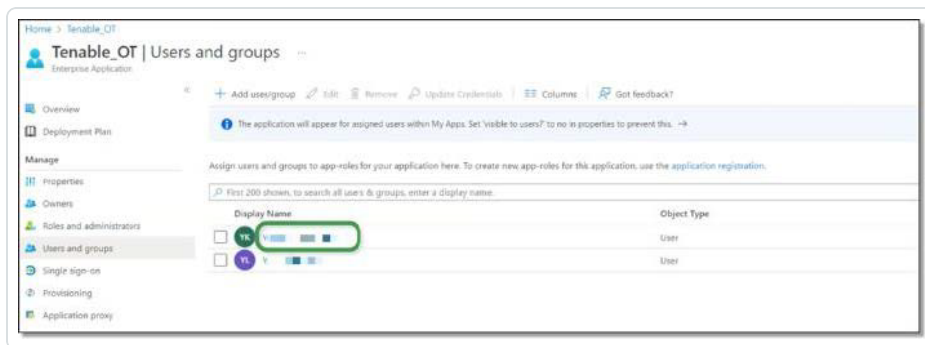 Home > Tenable_OT
Tenable_OT | Users and groups ...
Enterprise Application
«
Overview
Deployment Plan
Manage
Properties
Owners
Roles and administrators
Users and groups
Single sign-on
Provisioning
Application proxy
+ Add user/group Edit Remove Update Credentials Columns Got feedback?
The application will appear for assigned users within My Apps. Set 'visible to users?' to no in properties to prevent this. →
Assign users and groups to app-roles for your application here. To create new app-roles for this application, use the application registration.
First 200 shown, to search all users & groups, enter a display name.
Display Name Object Type
YK User
YL User